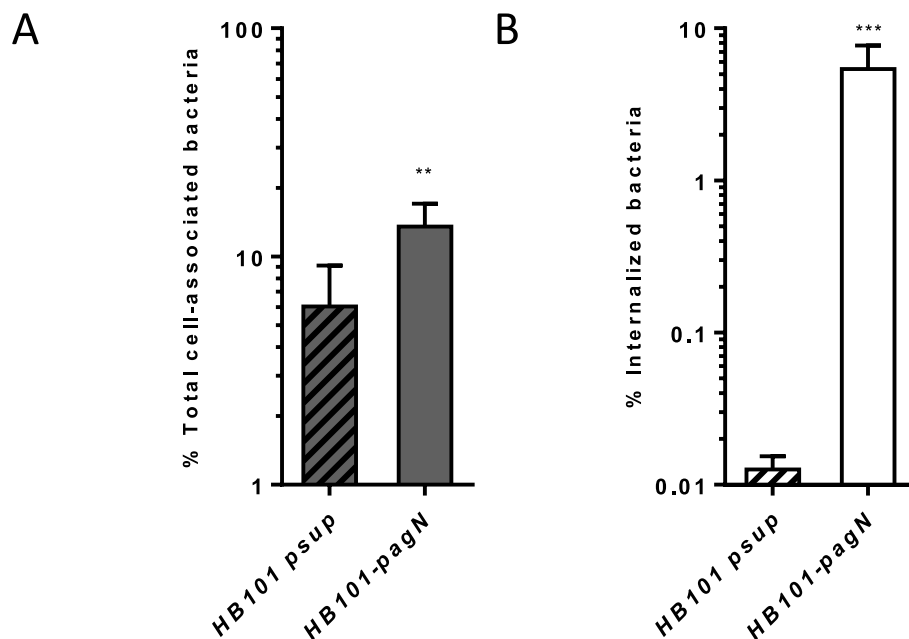 A
% Total cell-associated bacteria
100
10
1
**
HB101 psup
HB101-pagN
B
% Internalized bacteria
10
1
0.1
0.01
***
HB101 psup
HB101-pagN